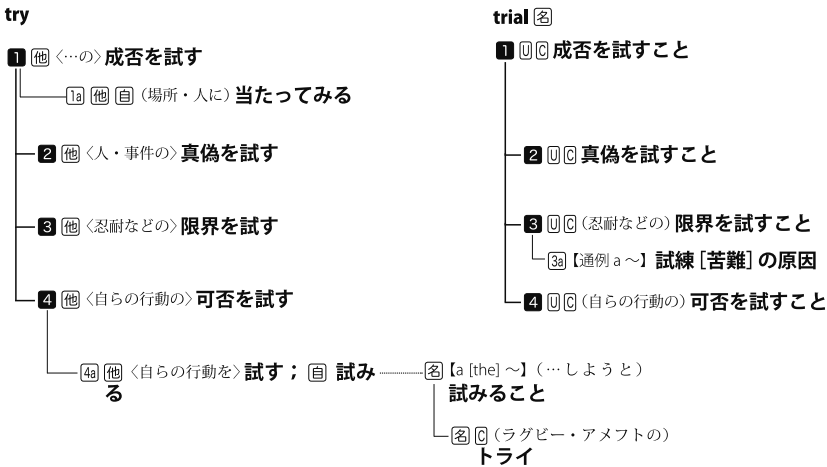 try
1 他〈…の〉成否を試す
1a 他 自（場所・人に）当たってみる
2 他〈人・事件の〉真偽を試す
3 他〈忍耐などの〉限界を試す
4 他〈自らの行動の〉可否を試す
4a 他〈自らの行動を〉試す；自 試み
る
名【a [the] ～】（…しようと）
試みること
名 C（ラグビー・アメフトの）
トライ
trial 名
1 U C 成否を試すこと
2 U C 真偽を試すこと
3 U C（忍耐などの）限界を試すこと
3a【通例 a ～】試練［苦難］の原因
4 U C（自らの行動の）可否を試すこと